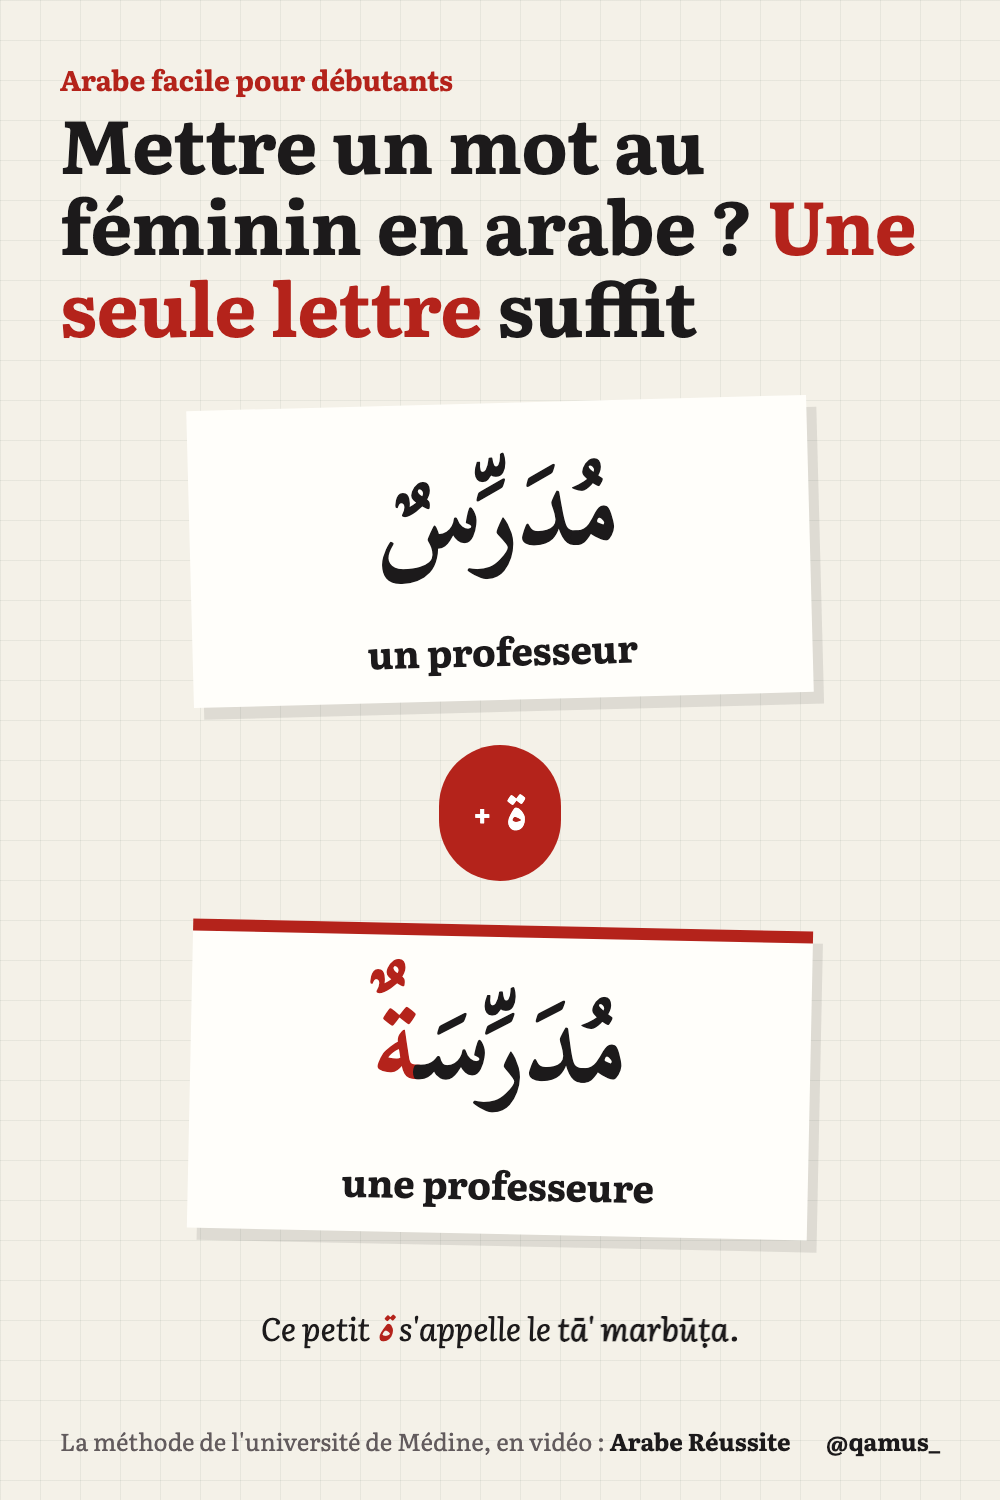 Arabe facile pour débutants
Mettre un mot au
féminin en arabe ? Une
seule lettre suffit
مُدَرِّسٌ
un professeur
+ ة
مُدَرِّسَةٌ
une professeure
Ce petit ة s'appelle le tā' marbūṭa.
La méthode de l'université de Médine, en vidéo : Arabe Réussite @qamus_